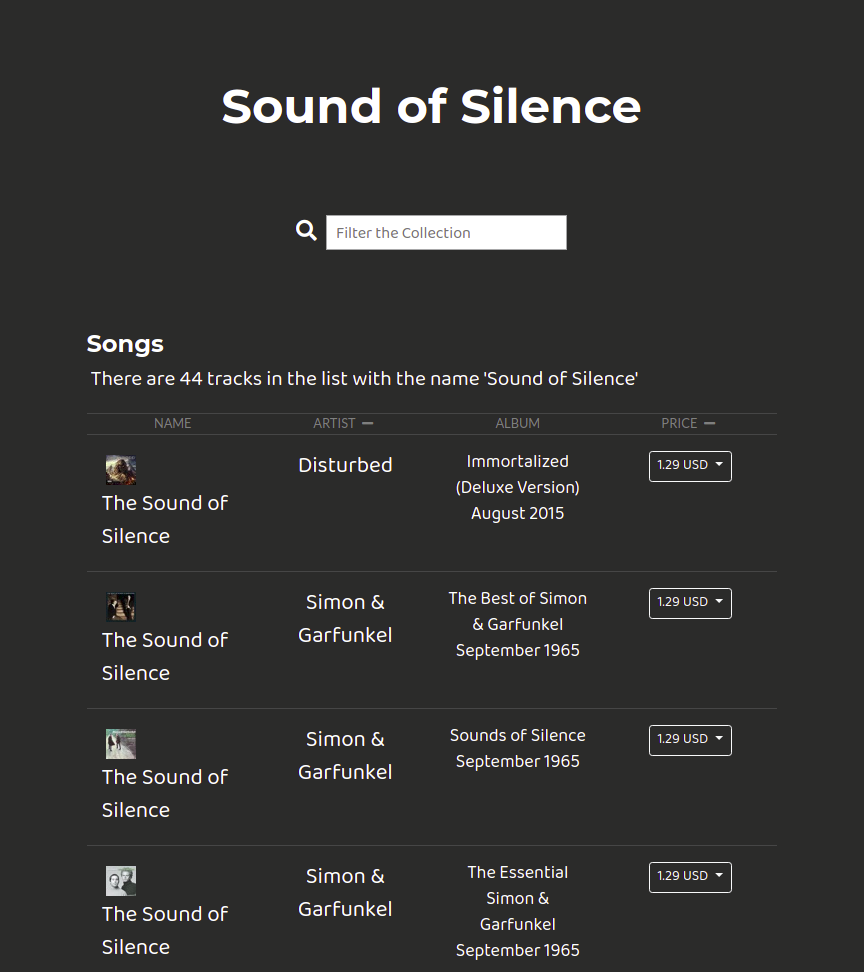 Sound of Silence
Filter the Collection
Songs
There are 44 tracks in the list with the name 'Sound of Silence'
NAME ARTIST ALBUM PRICE
The Sound of
Silence
Disturbed
Immortalized
(Deluxe Version)
August 2015
1.29 USD
The Sound of
Silence
Simon &
Garfunkel
The Best of Simon
& Garfunkel
September 1965
1.29 USD
The Sound of
Silence
Simon &
Garfunkel
Sounds of Silence
September 1965
1.29 USD
The Sound of
Silence
Simon &
Garfunkel
The Essential
Simon &
Garfunkel
September 1965
1.29 USD